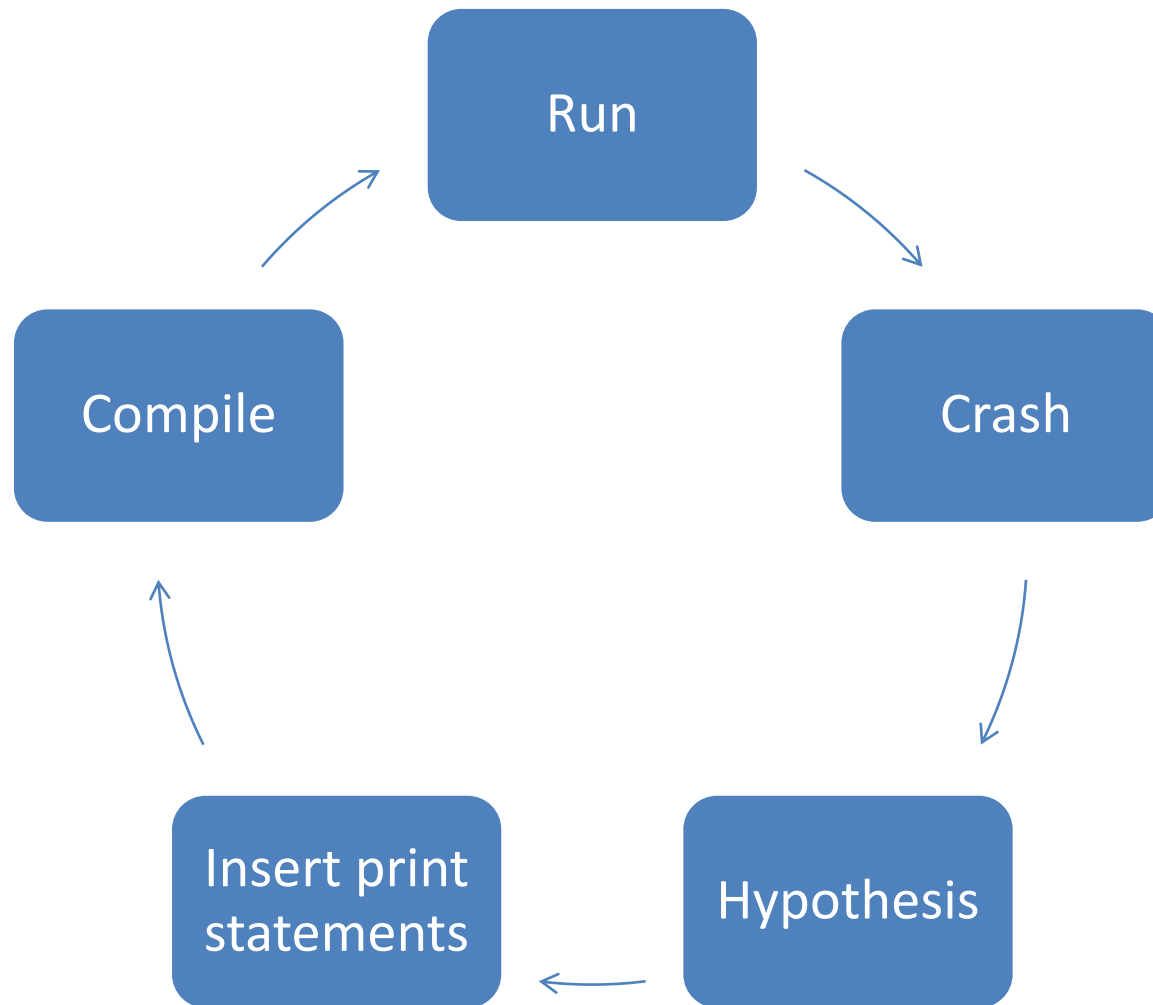 Run
Crash
Hypothesis
Insert print
statements
Compile